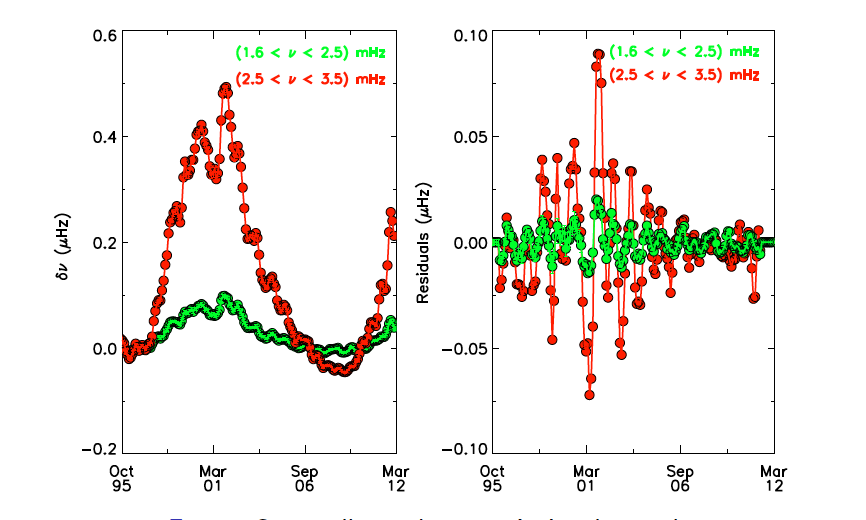 0.6
0.4
0.2
0.0
−0.2
δν (μHz)
(1.6 < ν < 2.5) mHz
(2.5 < ν < 3.5) mHz
Oct 95
Mar 01
Sep 06
Mar 12
0.10
0.05
0.00
−0.05
−0.10
Residuals (μHz)
(1.6 < ν < 2.5) mHz
(2.5 < ν < 3.5) mHz
Oct 95
Mar 01
Sep 06
Mar 12